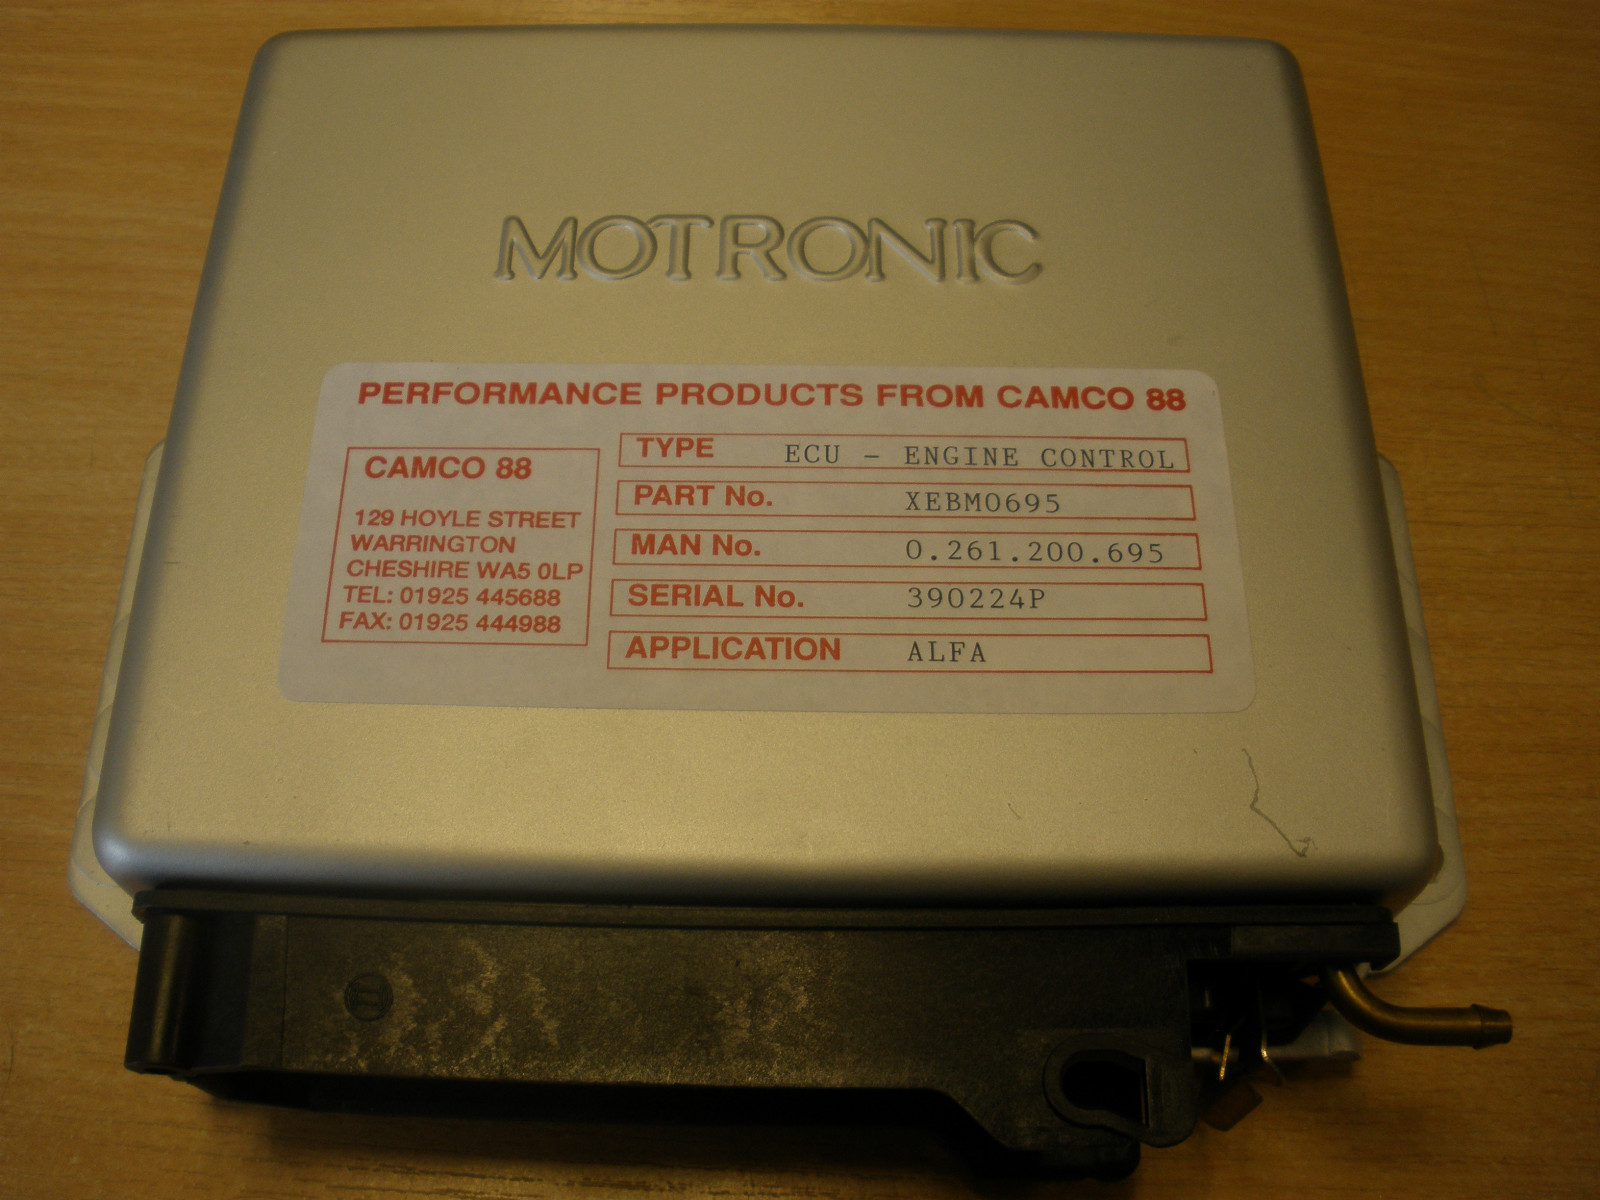 MOTRONIC
PERFORMANCE PRODUCTS FROM CAMCO 88
CAMCO 88
129 HOYLE STREET
WARRINGTON
CHESHIRE WA5 0LP
TEL: 01925 445688
FAX: 01925 444988
TYPE ECU - ENGINE CONTROL
PART No. XEBM0695
MAN No. 0.261.200.695
SERIAL No. 390224P
APPLICATION ALFA